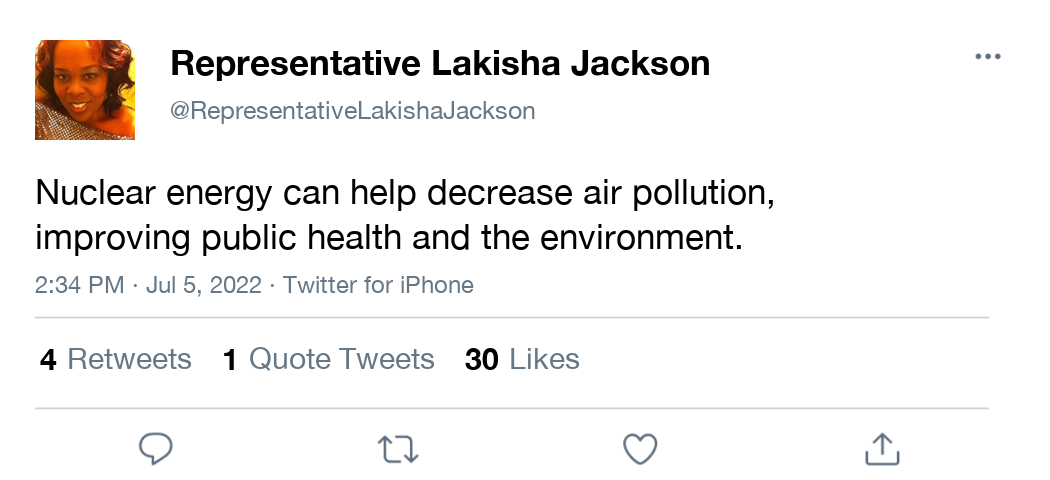 Representative Lakisha Jackson
@RepresentativeLakishaJackson
Nuclear energy can help decrease air pollution,
improving public health and the environment.
2:34 PM · Jul 5, 2022 · Twitter for iPhone
4 Retweets 1 Quote Tweets 30 Likes